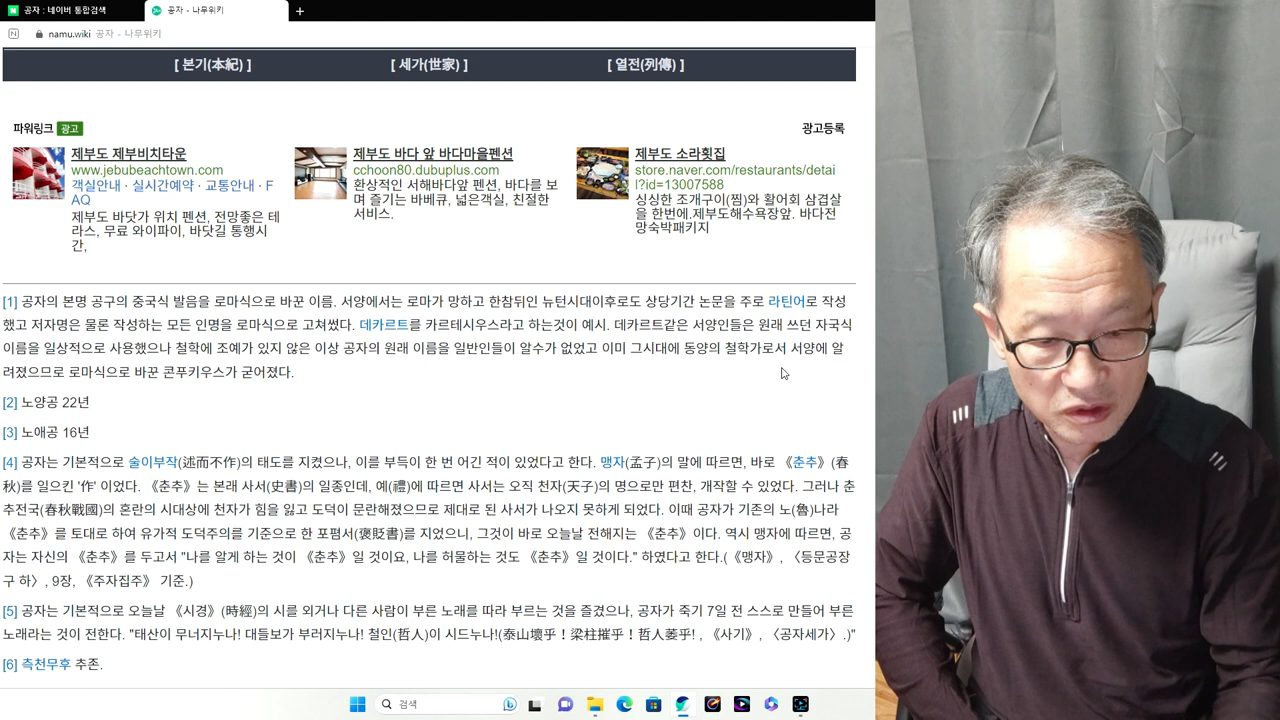 공자 : 네이버 통합검색
공자 - 나무위키
namu.wiki 공자 - 나무위키
[ 본기(本紀) ] [ 세가(世家) ] [ 열전(列傳) ]
파워링크 광고
광고등록
제부도 제부비치타운
www.jebubeachtown.com
객실안내 · 실시간예약 · 교통안내 · F
AQ
제부도 바닷가 위치 펜션, 전망좋은 테
라스, 무료 와이파이, 바닷길 통행시
간,
제부도 바다 앞 바다마을펜션
cchoon80.dubuplus.com
환상적인 서해바다앞 펜션, 바다를 보
며 즐기는 바베큐, 넓은객실, 친절한
서비스.
제부도 소라횟집
store.naver.com/restaurants/detai
l?id=13007588
싱싱한 조개구이(찜)와 활어회 삼겹살
을 한번에.제부도해수욕장앞. 바다전
망숙박패키지
[1] 공자의 본명 공구의 중국식 발음을 로마식으로 바꾼 이름. 서양에서는 로마가 망하고 한참뒤인 뉴턴시대이후로도 상당기간 논문을 주로 라틴어로 작성
했고 저자명은 물론 작성하는 모든 인명을 로마식으로 고쳐썼다. 데카르트를 카르테시우스라고 하는것이 예시. 데카르트같은 서양인들은 원래 쓰던 자국식
이름을 일상적으로 사용했으나 철학에 조예가 있지 않은 이상 공자의 원래 이름을 일반인들이 알수가 없었고 이미 그시대에 동양의 철학가로서 서양에 알
려졌으므로 로마식으로 바꾼 콘푸키우스가 굳어졌다.
[2] 노양공 22년
[3] 노애공 16년
[4] 공자는 기본적으로 술이부작(述而不作)의 태도를 지켰으나, 이를 부득이 한 번 어긴 적이 있었다고 한다. 맹자(孟子)의 말에 따르면, 바로 《춘추》(春
秋)를 일으킨 '作' 이었다. 《춘추》는 본래 사서(史書)의 일종인데, 예(禮)에 따르면 사서는 오직 천자(天子)의 명으로만 편찬, 개작할 수 있었다. 그러나 춘
추전국(春秋戰國)의 혼란의 시대상에 천자가 힘을 잃고 도덕이 문란해졌으므로 제대로 된 사서가 나오지 못하게 되었다. 이때 공자가 기존의 노(魯)나라
《춘추》를 토대로 하여 유가적 도덕주의를 기준으로 한 포폄서(褒貶書)를 지었으니, 그것이 바로 오늘날 전해지는 《춘추》이다. 역시 맹자에 따르면, 공
자는 자신의 《춘추》를 두고서 "나를 알게 하는 것이 《춘추》일 것이요, 나를 허물하는 것도 《춘추》일 것이다." 하였다고 한다.(《맹자》, 〈등문공장
구 하〉, 9장, 《주자집주》 기준.)
[5] 공자는 기본적으로 오늘날 《시경》(時經)의 시를 외거나 다른 사람이 부른 노래를 따라 부르는 것을 즐겼으나, 공자가 죽기 7일 전 스스로 만들어 부른
노래라는 것이 전한다. "태산이 무너지누나! 대들보가 부러지누나! 철인(哲人)이 시드누나!(泰山壞乎！梁柱摧乎！哲人萎乎! , 《사기》, 〈공자세가〉.)"
[6] 측천무후 추존.
검색